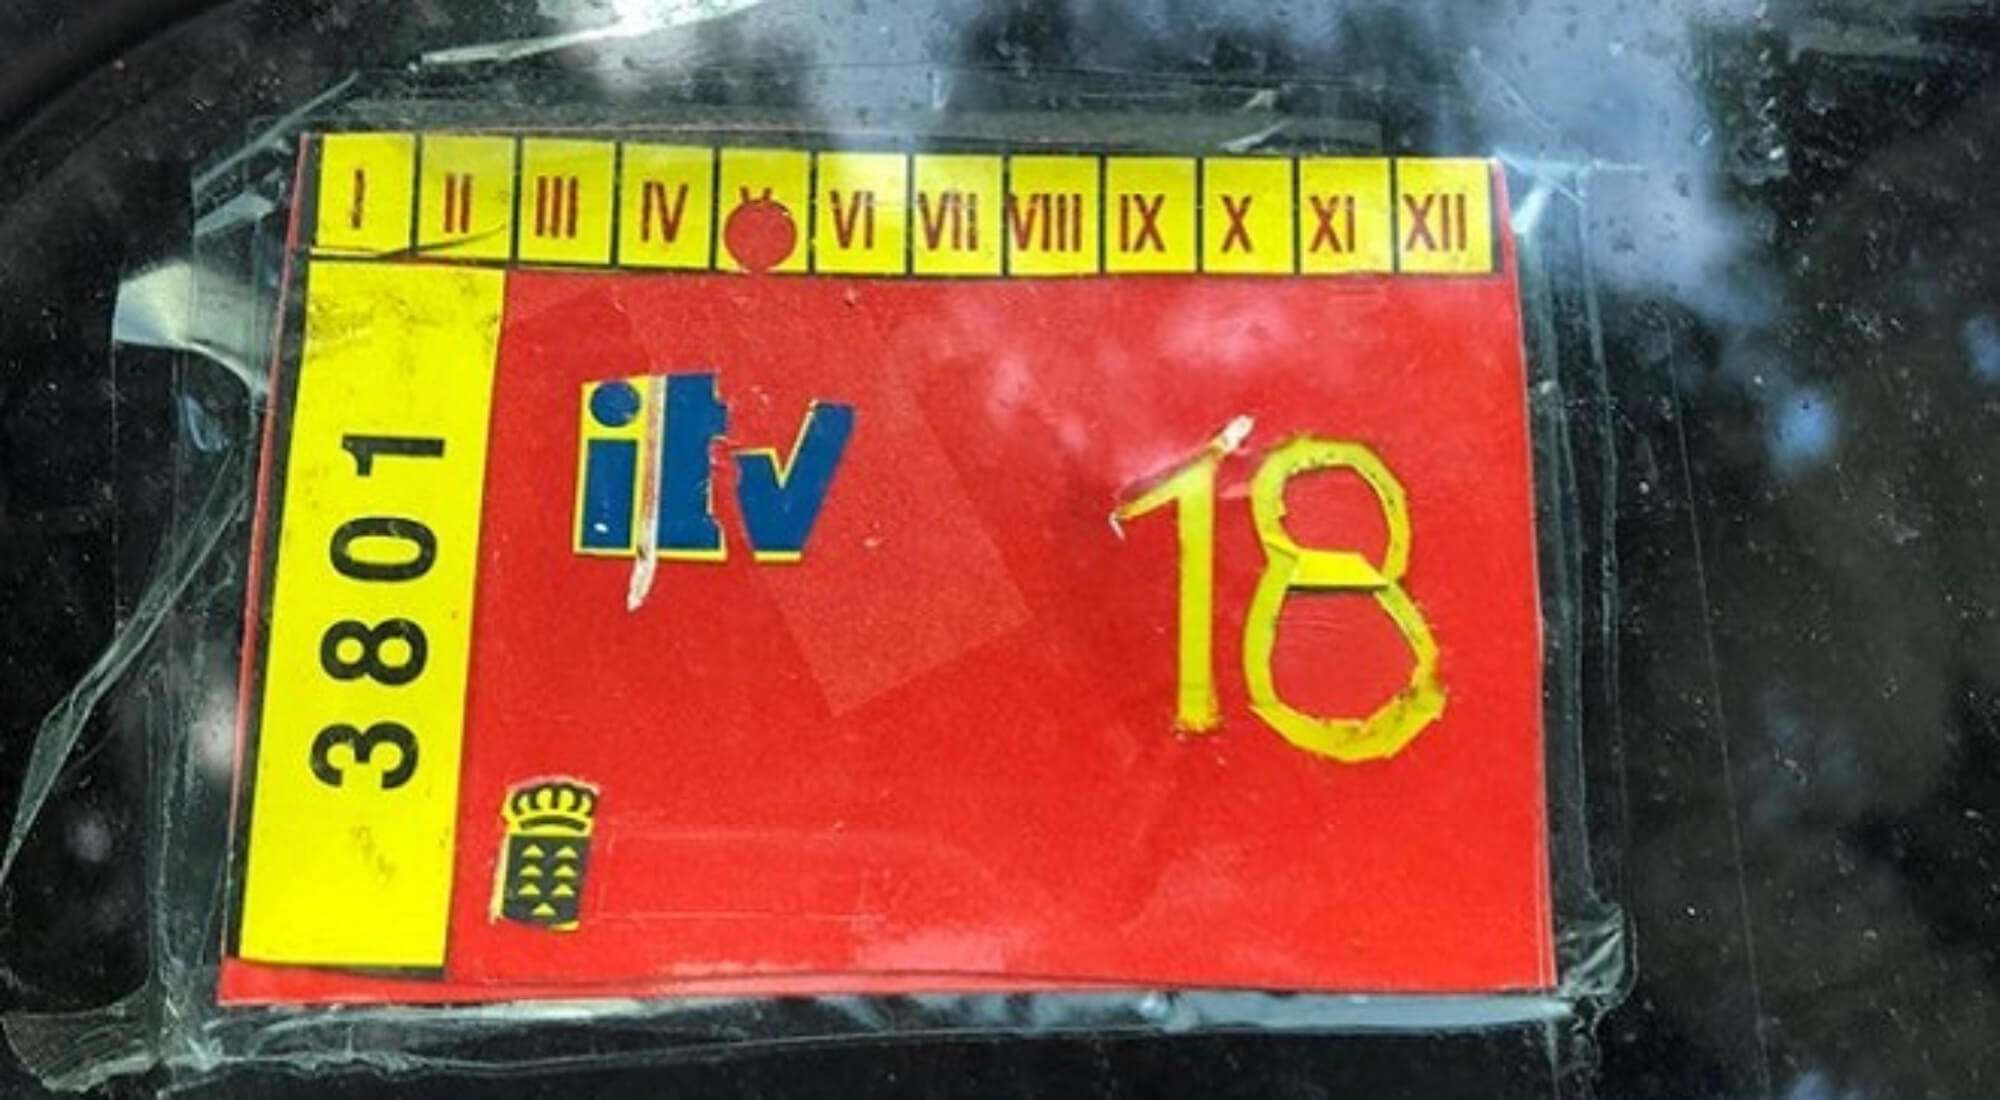 I II III IV V VI VII VIII IX X XI XII
3801
itv
18